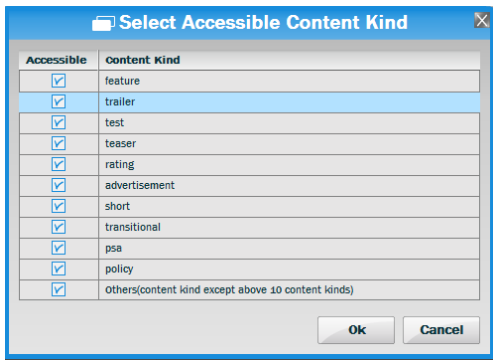 Select Accessible Content Kind
Accessible Content Kind
feature
trailer
test
teaser
rating
advertisement
short
transitional
psa
policy
Others(content kind except above 10 content kinds)
Ok Cancel